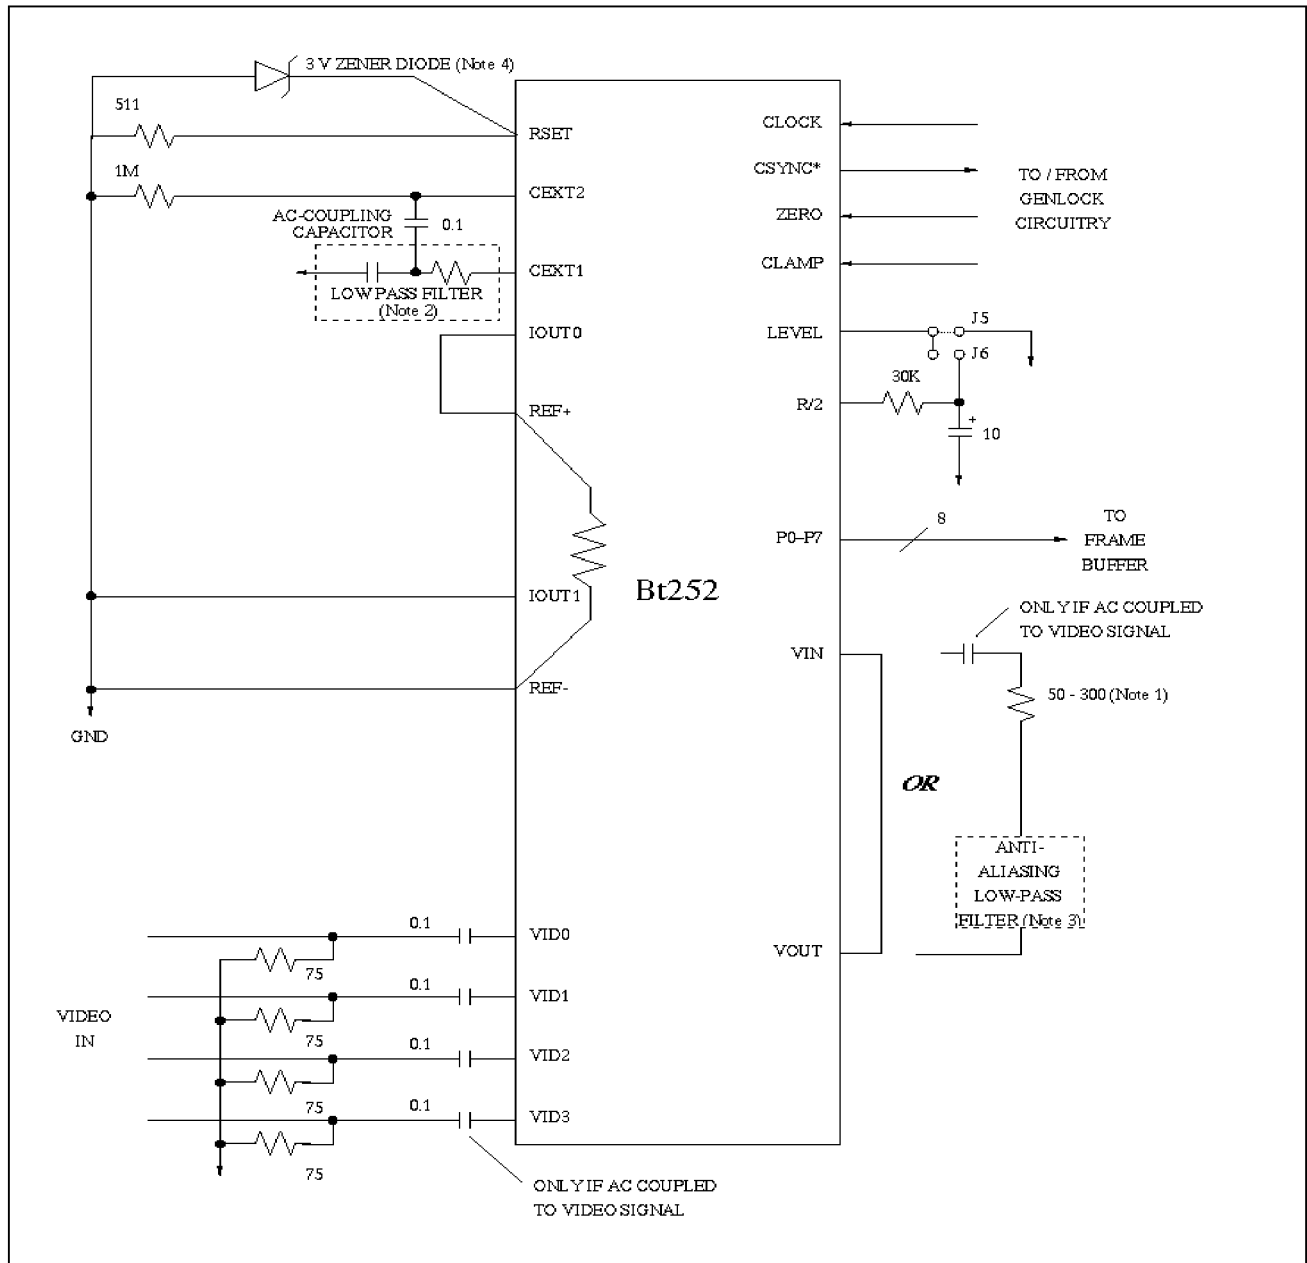 3 V ZENER DIODE (Note 4)
511
RSET
1M
CEXT2
AC-COUPLING
CAPACITOR
0.1
CEXT1
LOW PASS FILTER
(Note 2)
IOUT0
REF+
IOUT1
REF-
GND
Bt252
CLOCK
CSYNC*
ZERO
CLAMP
TO / FROM
GENLOCK
CIRCUITRY
LEVEL
J5
J6
30K
R/2
+
10
P0-P7
8
TO
FRAME
BUFFER
ONLY IF AC COUPLED
TO VIDEO SIGNAL
VIN
50 - 300 (Note 1)
OR
ANTI-
ALIASING
LOW-PASS
FILTER (Note 3)
VOUT
VIDEO
IN
0.1
VID0
75
0.1
VID1
75
0.1
VID2
75
0.1
VID3
75
ONLY IF AC COUPLED
TO VIDEO SIGNAL